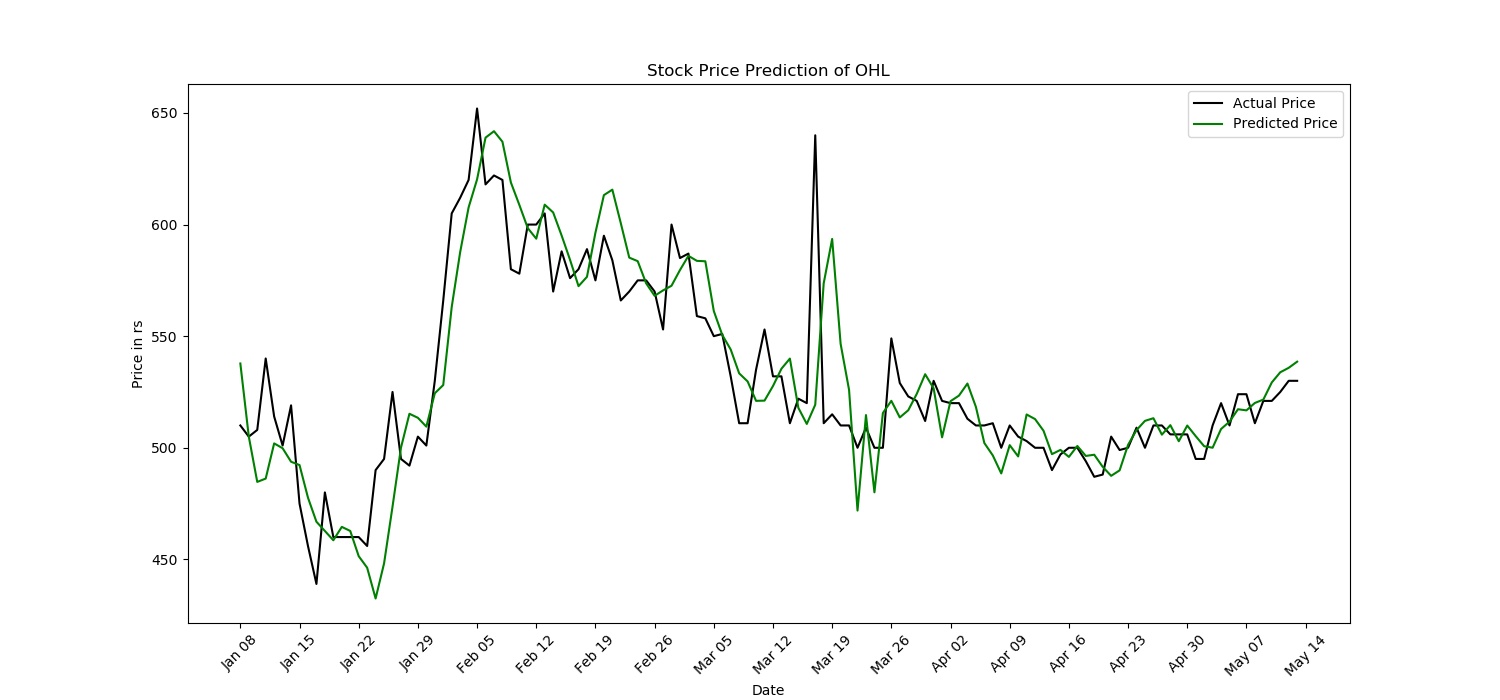 Stock Price Prediction of OHL
Actual Price
Predicted Price
Price in rs
650
600
550
500
450
Jan 08
Jan 15
Jan 22
Jan 29
Feb 05
Feb 12
Feb 19
Feb 26
Mar 05
Mar 12
Mar 19
Mar 26
Apr 02
Apr 09
Apr 16
Apr 23
Apr 30
May 07
May 14
Date